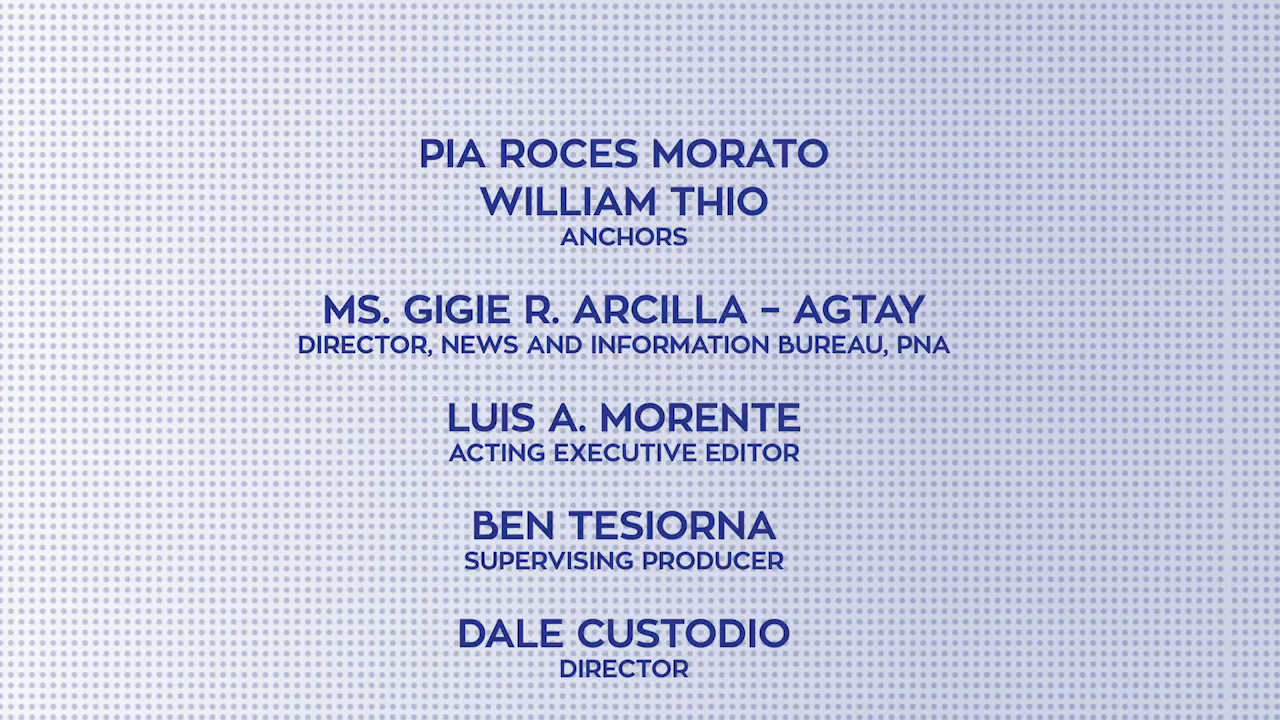 PIA ROCES MORATO
WILLIAM THIO
ANCHORS
MS. GIGIE R. ARCILLA - AGTAY
DIRECTOR, NEWS AND INFORMATION BUREAU, PNA
LUIS A. MORENTE
ACTING EXECUTIVE EDITOR
BEN TESIORNA
SUPERVISING PRODUCER
DALE CUSTODIO
DIRECTOR